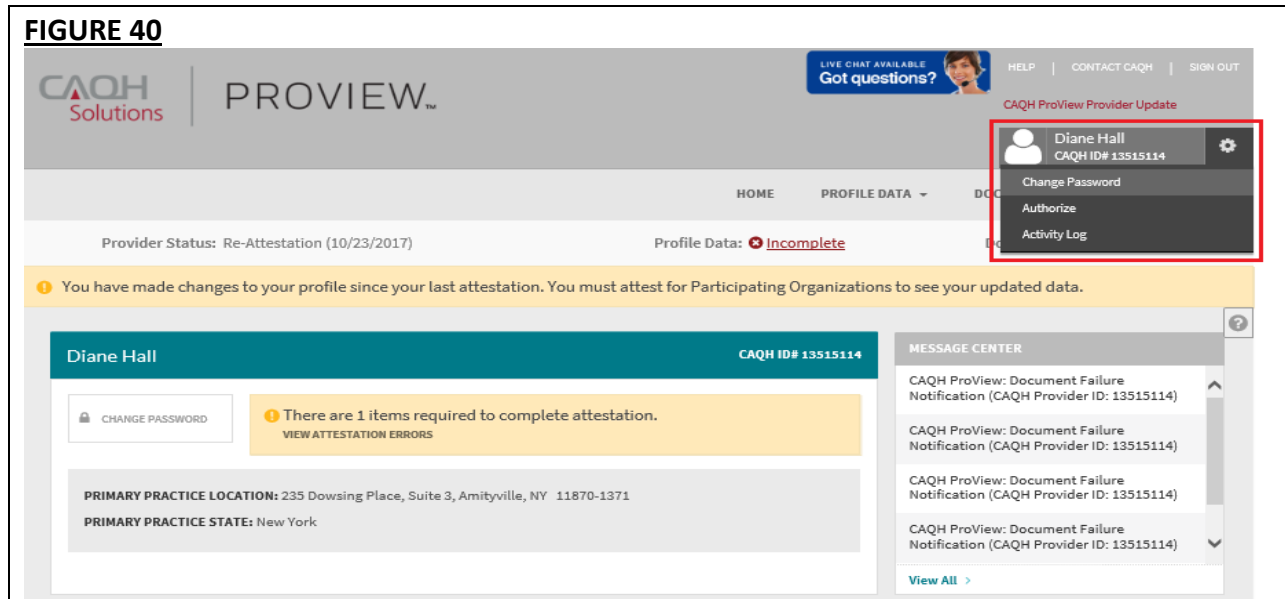 FIGURE 40
CAQH
Solutions
PROVIEW™
LIVE CHAT AVAILABLE
Got questions?
HELP | CONTACT CAQH | SIGN OUT
CAQH ProView Provider Update
Diane Hall
CAQH ID# 13515114
Change Password
Authorize
Activity Log
HOME PROFILE DATA
Provider Status: Re-Attestation (10/23/2017) Profile Data: Incomplete
You have made changes to your profile since your last attestation. You must attest for Participating Organizations to see your updated data.
Diane Hall CAQH ID# 13515114
CHANGE PASSWORD
There are 1 items required to complete attestation.
VIEW ATTESTATION ERRORS
PRIMARY PRACTICE LOCATION: 235 Dowsing Place, Suite 3, Amityville, NY 11870-1371
PRIMARY PRACTICE STATE: New York
MESSAGE CENTER
CAQH ProView: Document Failure
Notification (CAQH Provider ID: 13515114)
CAQH ProView: Document Failure
Notification (CAQH Provider ID: 13515114)
CAQH ProView: Document Failure
Notification (CAQH Provider ID: 13515114)
CAQH ProView: Document Failure
Notification (CAQH Provider ID: 13515114)
View All >